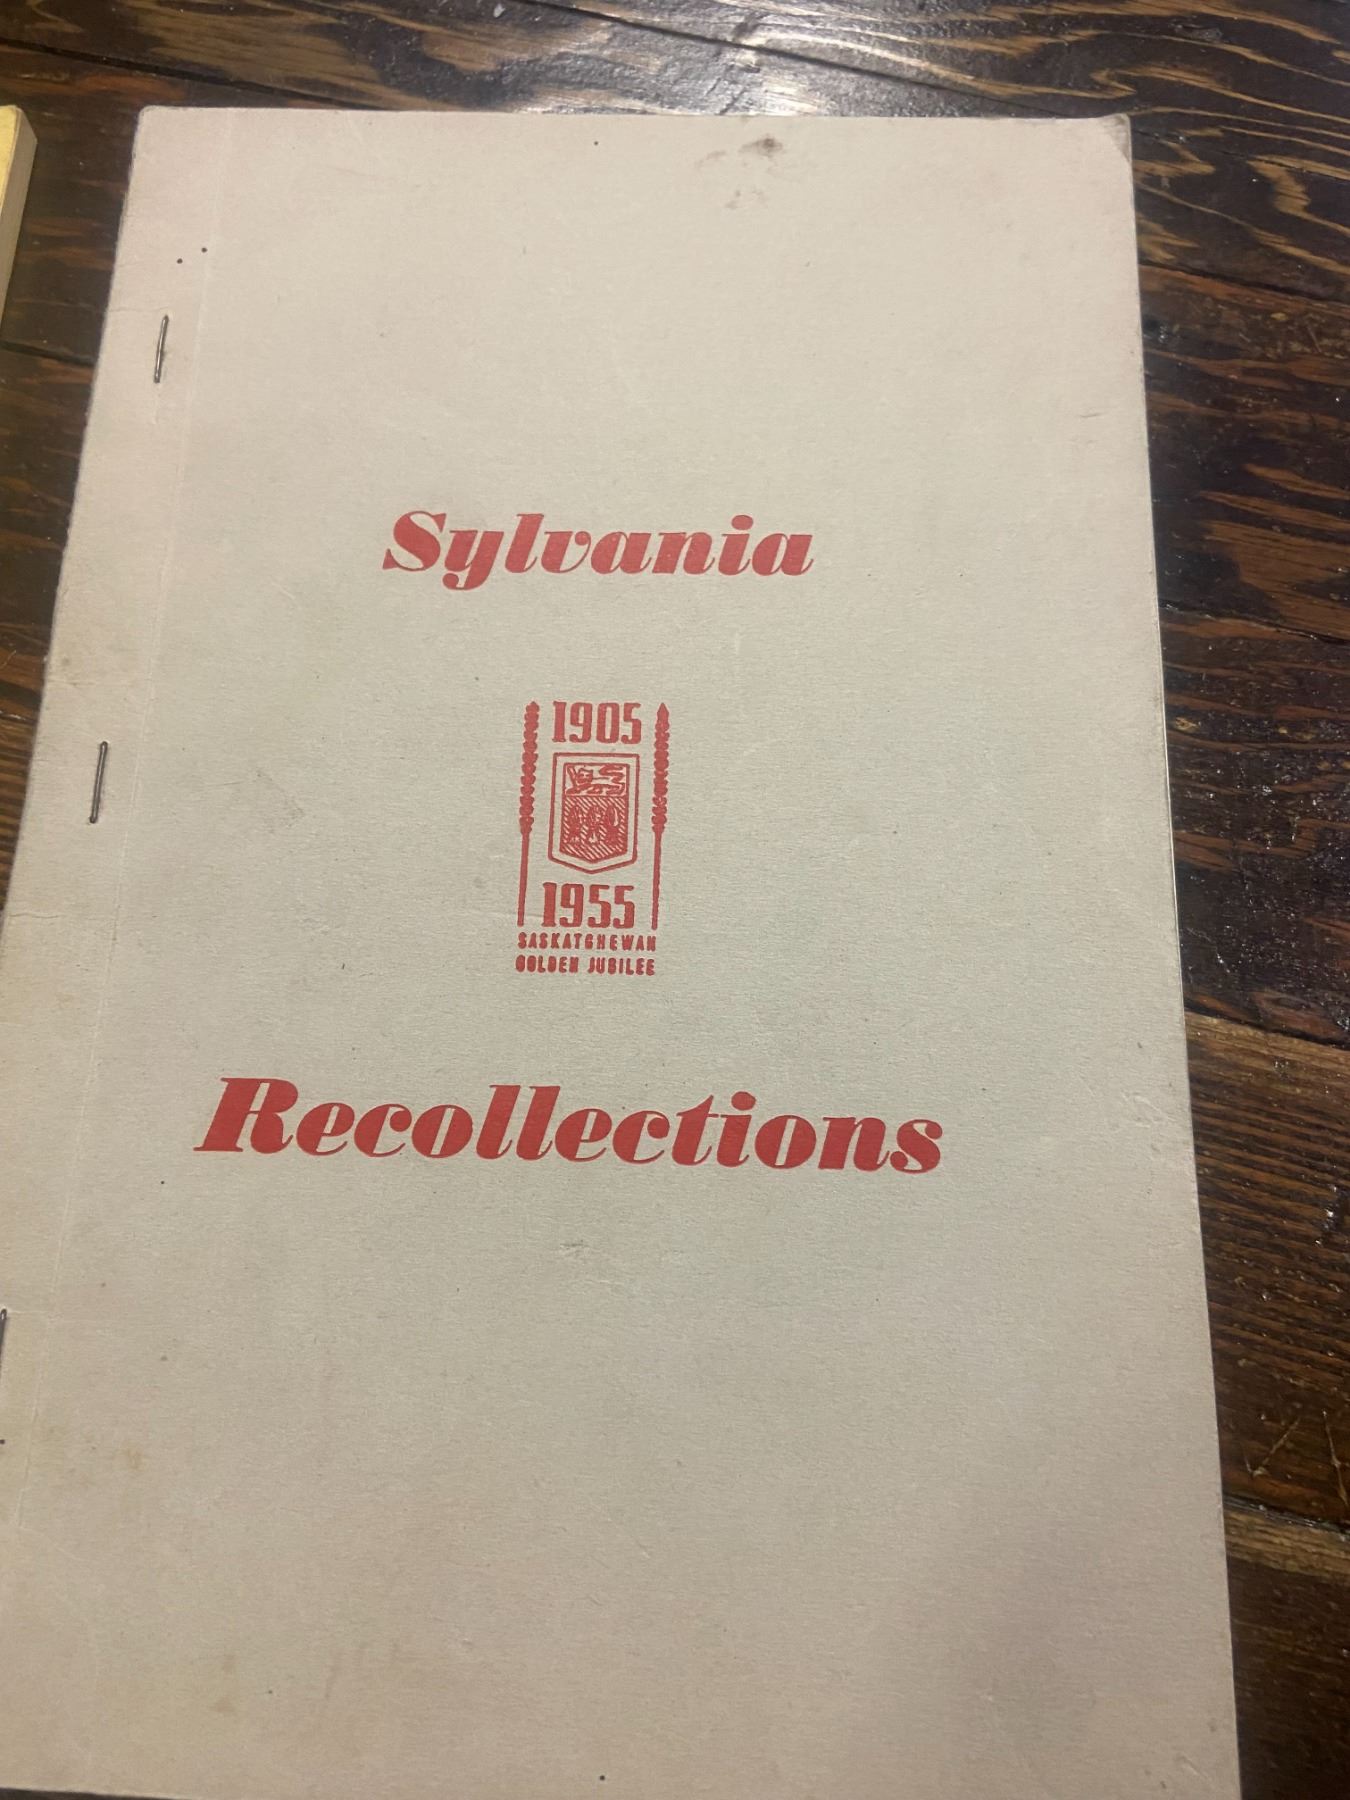 Sylvania
1905
1955
SASKATCHEWAN
GOLDEN JUBILEE
Recollections